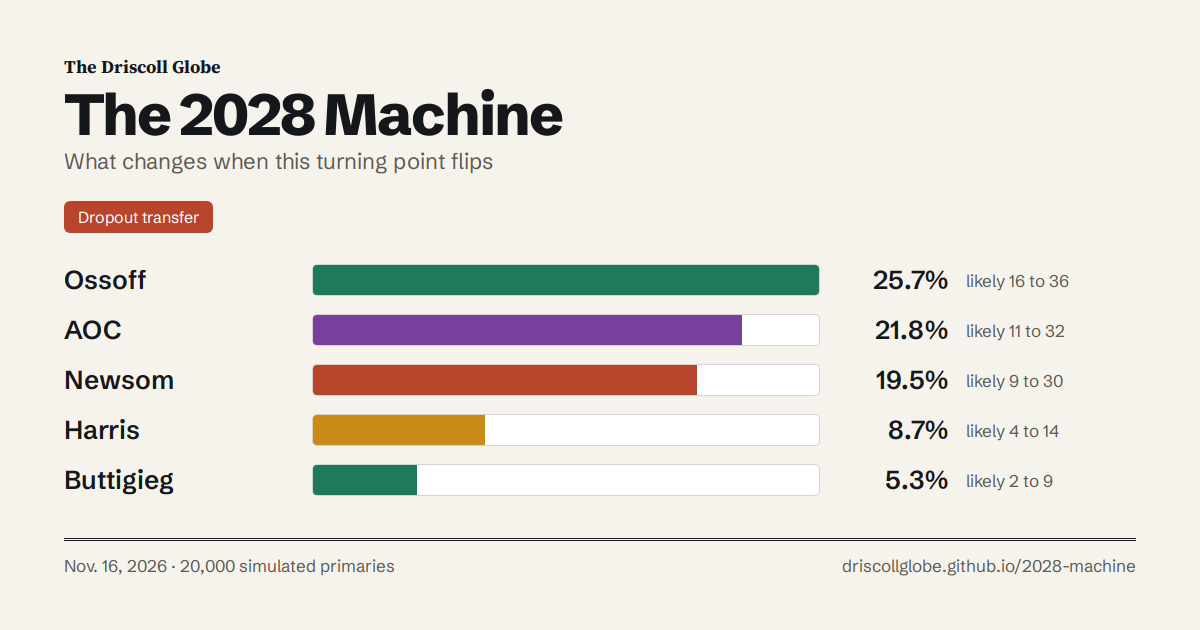 The Driscoll Globe
The 2028 Machine
What changes when this turning point flips
Dropout transfer
Ossoff 25.7% likely 16 to 36
AOC 21.8% likely 11 to 32
Newsom 19.5% likely 9 to 30
Harris 8.7% likely 4 to 14
Buttigieg 5.3% likely 2 to 9
Nov. 16, 2026 · 20,000 simulated primaries driscollglobe.github.io/2028-machine